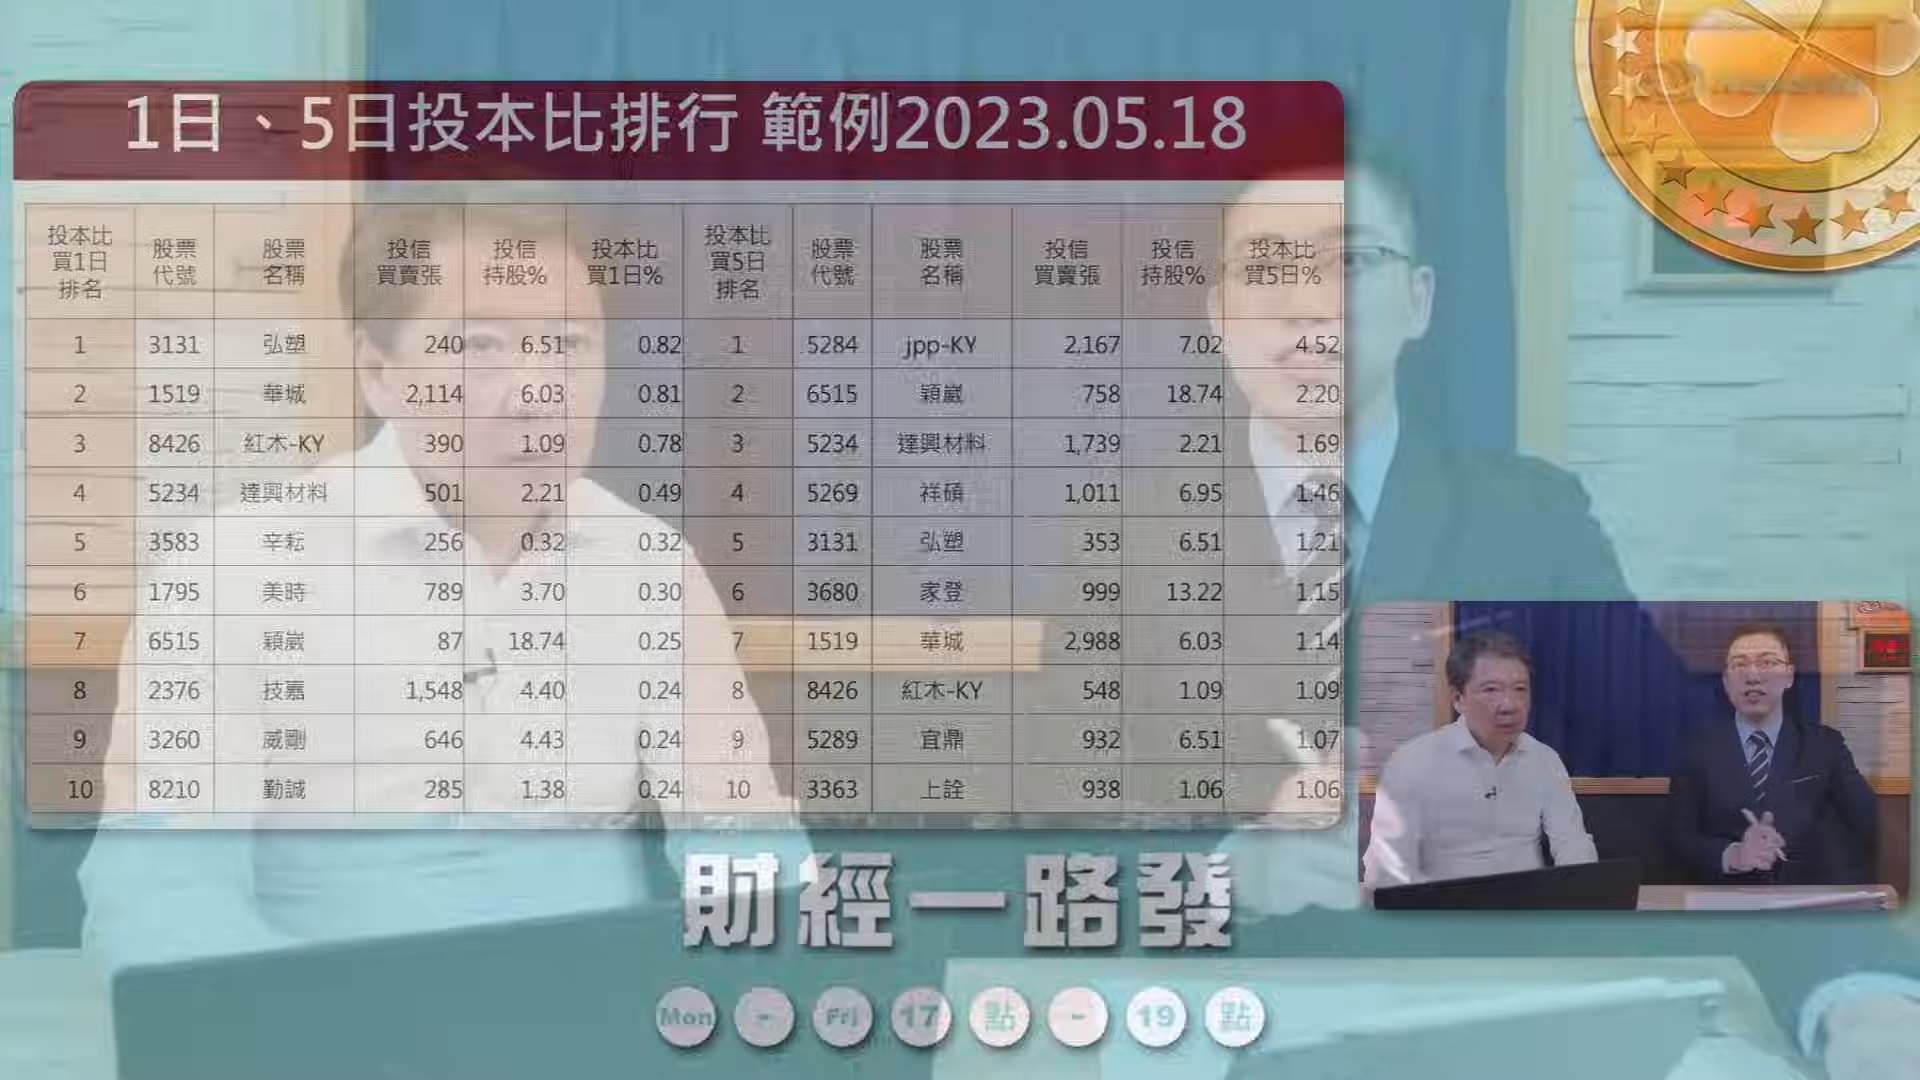 1日、5日投本比排行 範例2023.05.18
投本比買1日排名 股票代號 股票名稱 投信買賣張 投信持股% 投本比買1日% 投本比買5日排名 股票代號 股票名稱 投信買賣張 投信持股% 投本比買5日%
1 3131 弘塑 240 6.51 0.82 1 5284 jpp-KY 2,167 7.02 4.52
2 1519 華城 2,114 6.03 0.81 2 6515 穎崴 758 18.74 2.20
3 8426 紅木-KY 390 1.09 0.78 3 5234 達興材料 1,739 2.21 1.69
4 5234 達興材料 501 2.21 0.49 4 5269 祥碩 1,011 6.95 1.46
5 3583 辛耘 256 0.32 0.32 5 3131 弘塑 353 6.51 1.21
6 1795 美時 789 3.70 0.30 6 3680 家登 999 13.22 1.15
7 6515 穎崴 87 18.74 0.25 7 1519 華城 2,988 6.03 1.14
8 2376 技嘉 1,548 4.40 0.24 8 8426 紅木-KY 548 1.09 1.09
9 3260 威剛 646 4.43 0.24 9 5289 宜鼎 932 6.51 1.07
10 8210 勤誠 285 1.38 0.24 10 3363 上詮 938 1.06 1.06
財經一路發
Mon - Fri 17 點 - 19 點